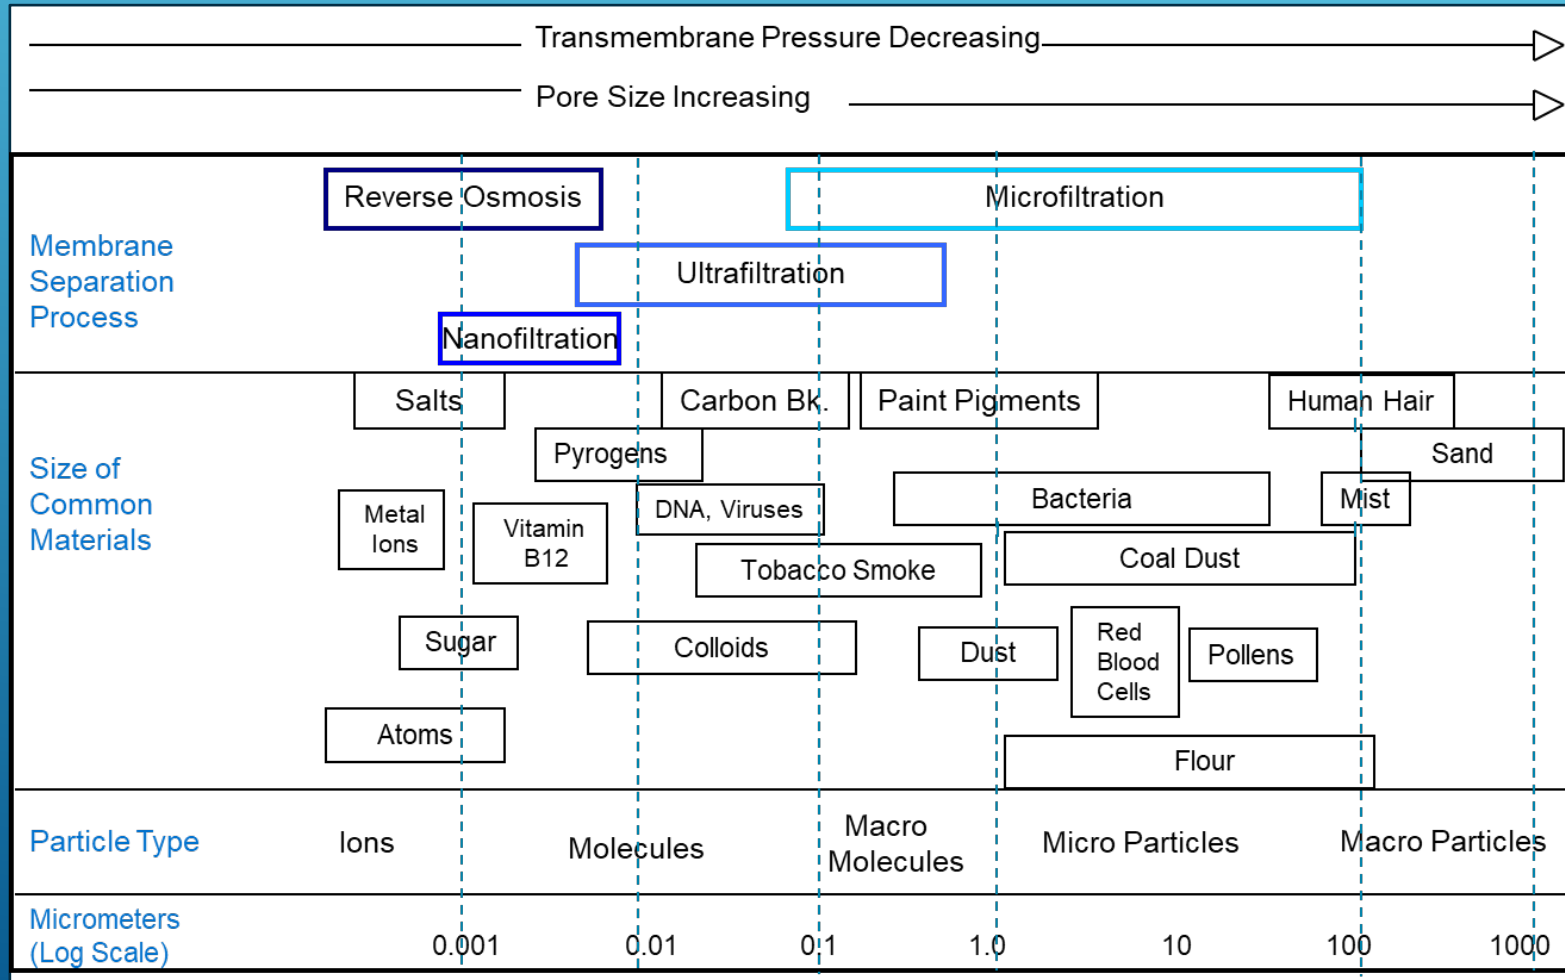 Transmembrane Pressure Decreasing
Pore Size Increasing
Membrane
Separation
Process
Reverse Osmosis
Microfiltration
Ultrafiltration
Nanofiltration
Size of
Common
Materials
Salts
Carbon Bk.
Paint Pigments
Human Hair
Pyrogens
Sand
Metal
Ions
Vitamin
B12
DNA, Viruses
Bacteria
Mist
Tobacco Smoke
Coal Dust
Sugar
Colloids
Dust
Red
Blood
Cells
Pollens
Atoms
Flour
Particle Type
Ions
Molecules
Macro
Molecules
Micro Particles
Macro Particles
Micrometers
(Log Scale)
0.001
0.01
0.1
1.0
10
100
1000